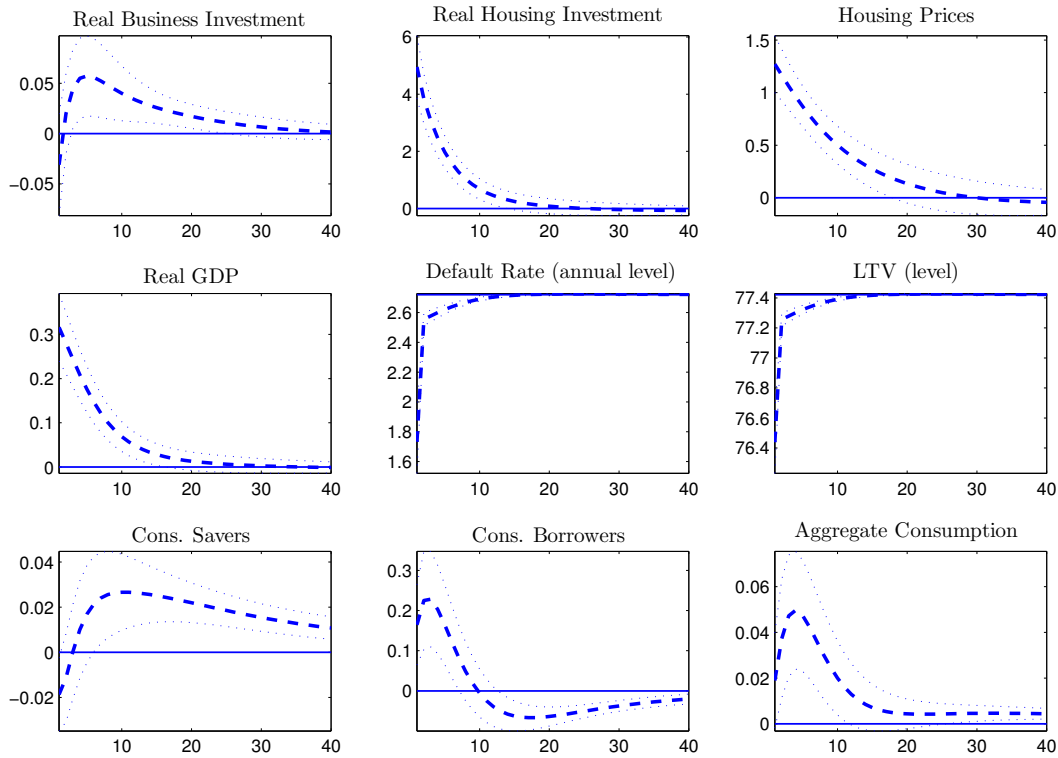 Real Business Investment
0.05
0
−0.05
10 20 30 40
Real Housing Investment
6
4
2
0
10 20 30 40
Housing Prices
1.5
1
0.5
0
10 20 30 40
Real GDP
0.3
0.2
0.1
0
10 20 30 40
Default Rate (annual level)
2.6
2.4
2.2
2
1.8
1.6
10 20 30 40
LTV (level)
77.4
77.2
77
76.8
76.6
76.4
10 20 30 40
Cons. Savers
0.04
0.02
0
−0.02
10 20 30 40
Cons. Borrowers
0.3
0.2
0.1
0
10 20 30 40
Aggregate Consumption
0.06
0.04
0.02
0
10 20 30 40